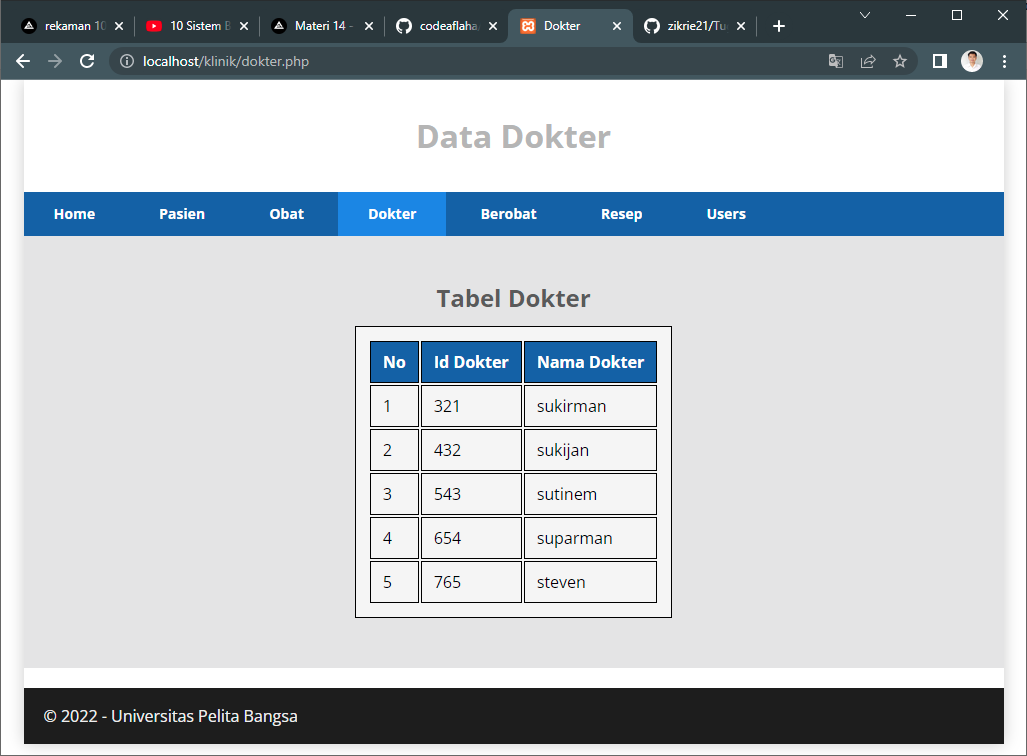 rekaman 10
10 Sistem B
Materi 14 -
codeaflaha
Dokter
zikrie21/Tu
localhost/klinik/dokter.php
Data Dokter
Home Pasien Obat Dokter Berobat Resep Users
Tabel Dokter
No Id Dokter Nama Dokter
1 321 sukirman
2 432 sukijan
3 543 sutinem
4 654 suparman
5 765 steven
© 2022 - Universitas Pelita Bangsa